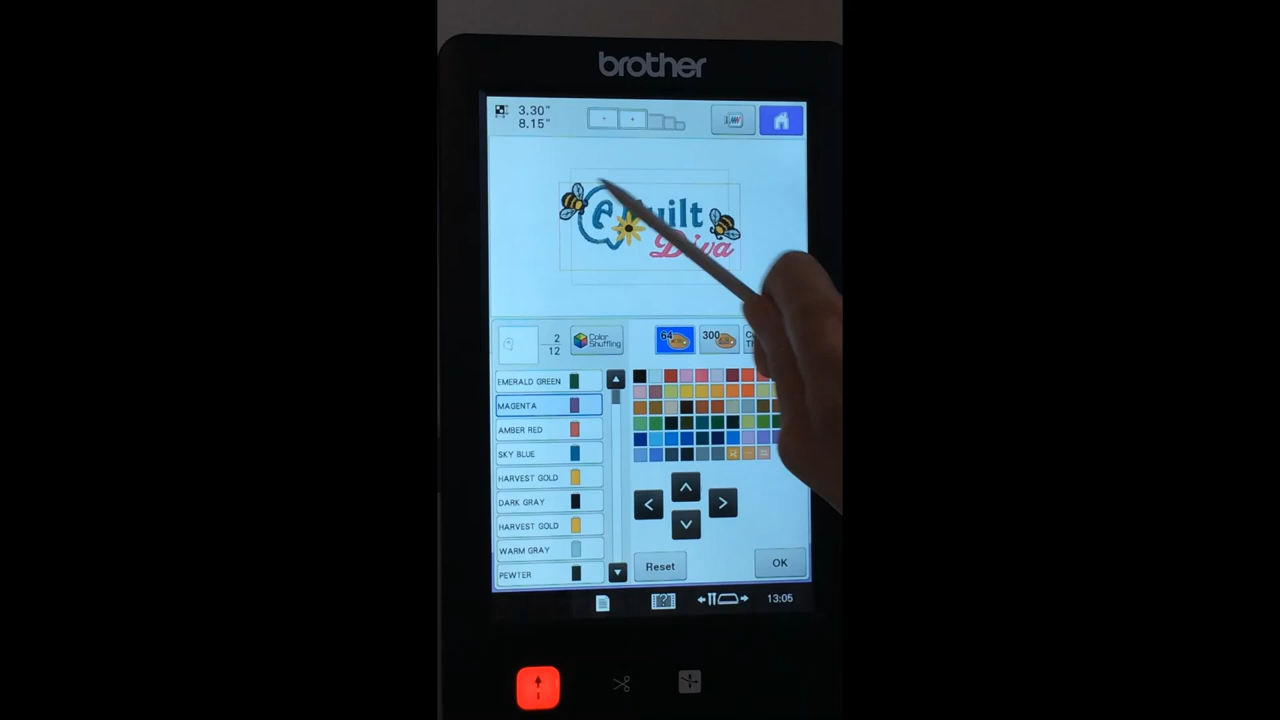 brother
3.30"
8.15"
e Quilt
Diva
2
12
Color
Shuffling
64
300
EMERALD GREEN
MAGENTA
AMBER RED
SKY BLUE
HARVEST GOLD
DARK GRAY
HARVEST GOLD
WARM GRAY
PEWTER
Reset
OK
13:05